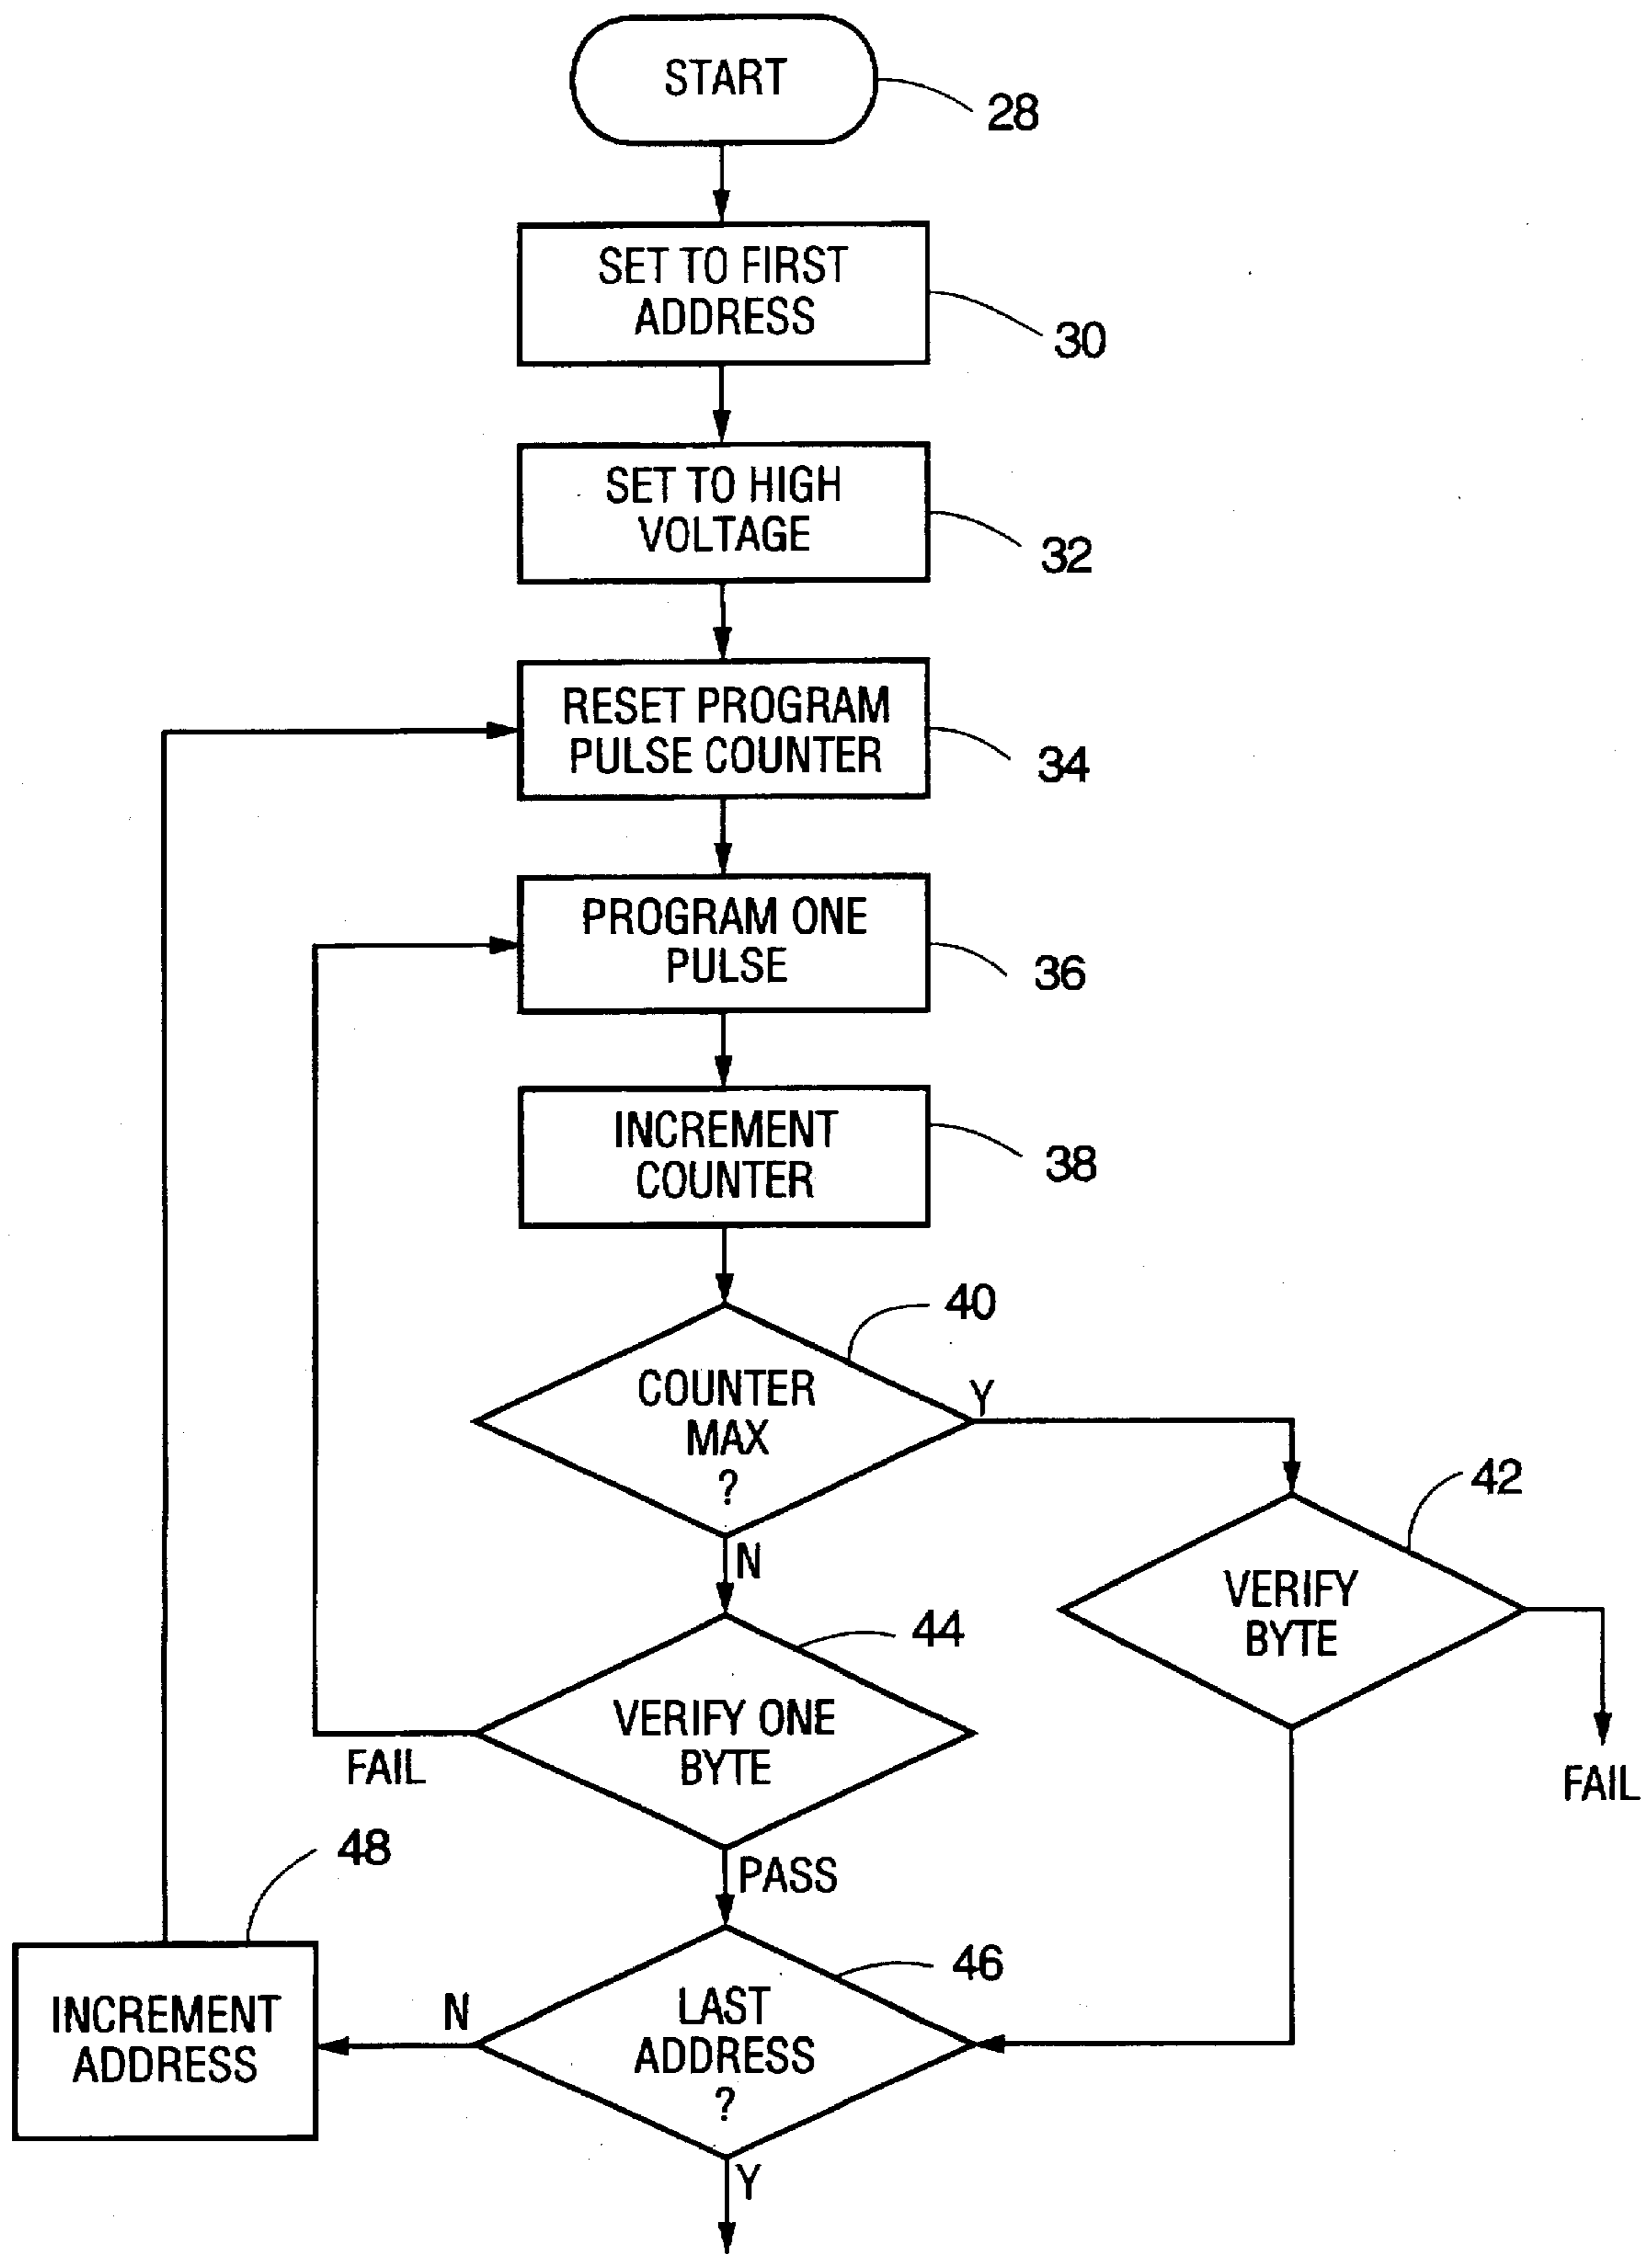 START
28
SET TO FIRST
ADDRESS
30
SET TO HIGH
VOLTAGE
32
RESET PROGRAM
PULSE COUNTER
34
PROGRAM ONE
PULSE
36
INCREMENT
COUNTER
38
40
COUNTER
MAX
?
Y
N
42
VERIFY
BYTE
FAIL
44
VERIFY ONE
BYTE
FAIL
PASS
48
INCREMENT
ADDRESS
46
N
LAST
ADDRESS
?
Y